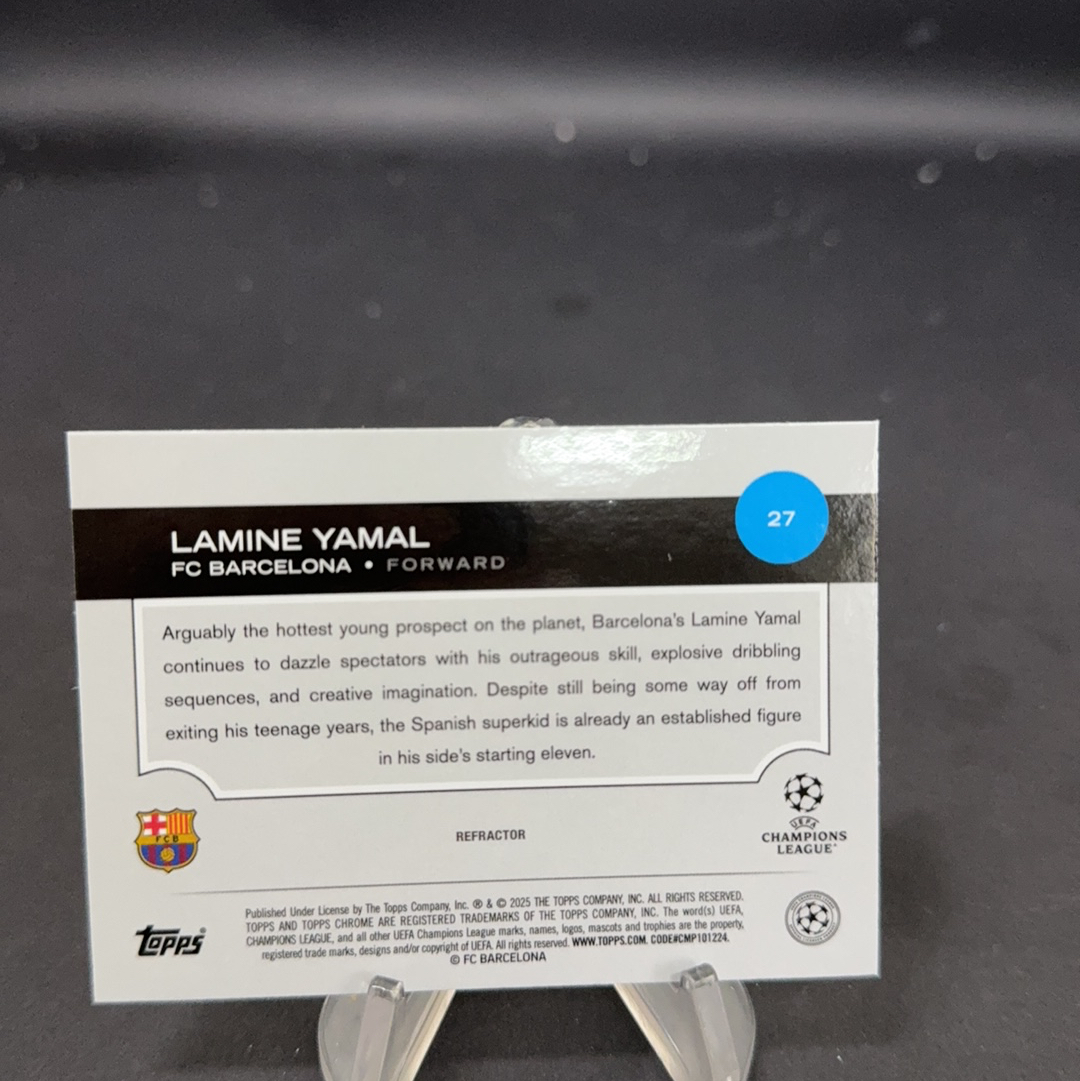 LAMINE YAMAL
FC BARCELONA • FORWARD
27
Arguably the hottest young prospect on the planet, Barcelona's Lamine Yamal
continues to dazzle spectators with his outrageous skill, explosive dribbling
sequences, and creative imagination. Despite still being some way off from
exiting his teenage years, the Spanish superkid is already an established figure
in his side's starting eleven.
FCB
REFRACTOR
UEFA
CHAMPIONS
LEAGUE
topps
Published Under License by The Topps Company, Inc. ® & © 2025 THE TOPPS COMPANY, INC. ALL RIGHTS RESERVED.
TOPPS AND TOPPS CHROME ARE REGISTERED TRADEMARKS OF THE TOPPS COMPANY, INC. The word(s) UEFA,
CHAMPIONS LEAGUE, and all other UEFA Champions League marks, names, logos, mascots and trophies are the property,
registered trade marks, designs and/or copyright of UEFA. All rights reserved. WWW.TOPPS.COM. CODE#CMP101224.
© FC BARCELONA